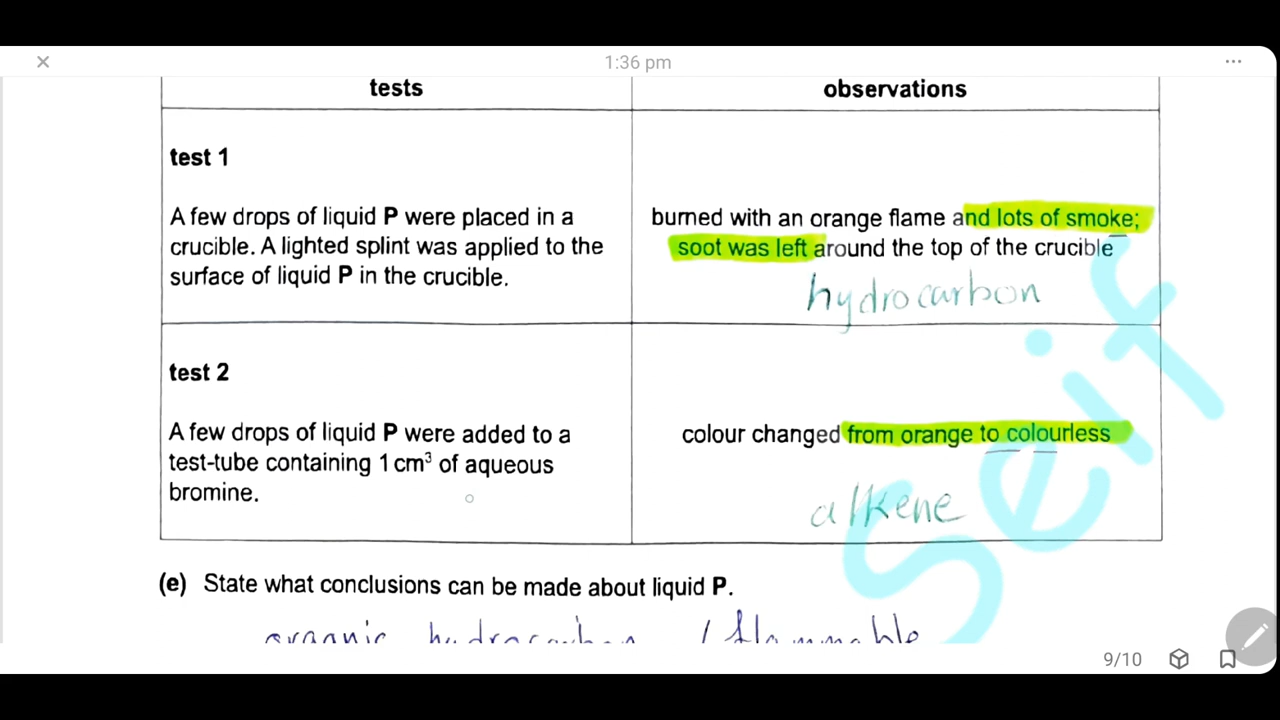 1:36 pm
tests
observations
test 1
A few drops of liquid P were placed in a
crucible. A lighted splint was applied to the
surface of liquid P in the crucible.
burned with an orange flame and lots of smoke;
soot was left around the top of the crucible
hydrocarbon
test 2
A few drops of liquid P were added to a
test-tube containing 1 cm³ of aqueous
bromine.
colour changed from orange to colourless
alkene
Seif
(e) State what conclusions can be made about liquid P.
organic hydrocarbon / flammable
9/10